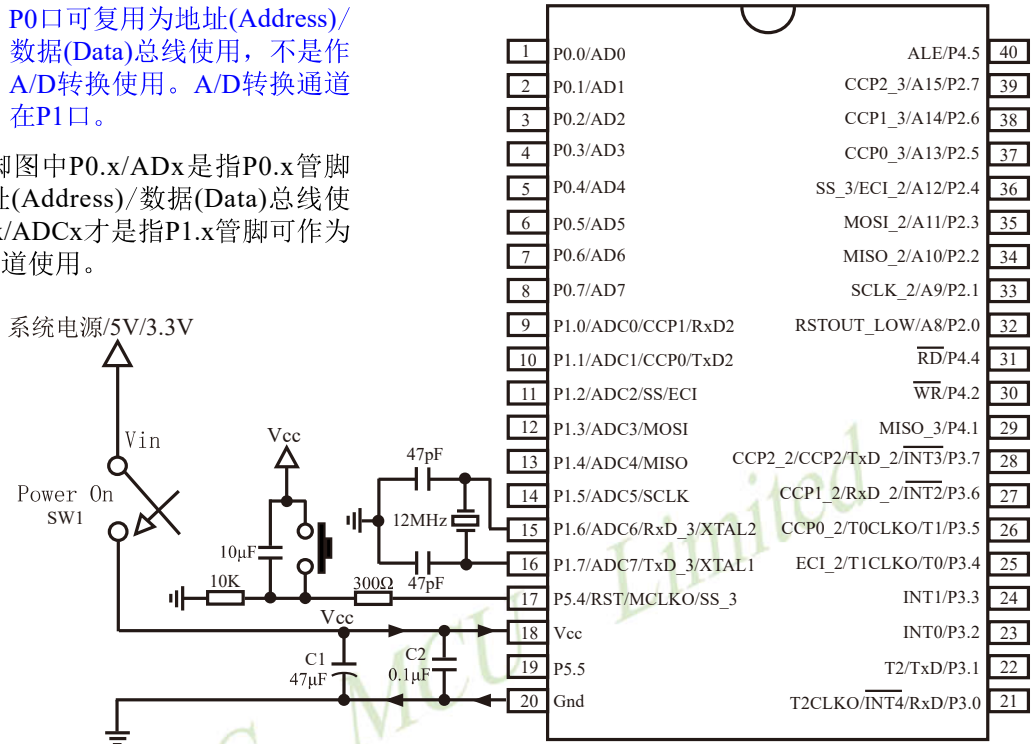 P0口可复用为地址(Address)/
数据(Data)总线使用，不是作
A/D转换使用。A/D转换通道
在P1口。
脚图中P0.x/ADx是指P0.x管脚
址(Address)/数据(Data)总线使
x/ADCx才是指P1.x管脚可作为
道使用。
系统电源/5V/3.3V
Vin
Power On
SW1
Vcc
10μF
10K
300Ω
47pF
12MHz
47pF
Vcc
C1
47μF
C2
0.1μF
1 P0.0/AD0
2 P0.1/AD1
3 P0.2/AD2
4 P0.3/AD3
5 P0.4/AD4
6 P0.5/AD5
7 P0.6/AD6
8 P0.7/AD7
9 P1.0/ADC0/CCP1/RxD2
10 P1.1/ADC1/CCP0/TxD2
11 P1.2/ADC2/SS/ECI
12 P1.3/ADC3/MOSI
13 P1.4/ADC4/MISO
14 P1.5/ADC5/SCLK
15 P1.6/ADC6/RxD_3/XTAL2
16 P1.7/ADC7/TxD_3/XTAL1
17 P5.4/RST/MCLKO/SS_3
18 Vcc
19 P5.5
20 Gnd
ALE/P4.5 40
CCP2_3/A15/P2.7 39
CCP1_3/A14/P2.6 38
CCP0_3/A13/P2.5 37
SS_3/ECI_2/A12/P2.4 36
MOSI_2/A11/P2.3 35
MISO_2/A10/P2.2 34
SCLK_2/A9/P2.1 33
RSTOUT_LOW/A8/P2.0 32
RD/P4.4 31
WR/P4.2 30
MISO_3/P4.1 29
CCP2_2/CCP2/TxD_2/INT3/P3.7 28
CCP1_2/RxD_2/INT2/P3.6 27
CCP0_2/T0CLKO/T1/P3.5 26
ECI_2/T1CLKO/T0/P3.4 25
INT1/P3.3 24
INT0/P3.2 23
T2/TxD/P3.1 22
T2CLKO/INT4/RxD/P3.0 21
MCU Limited